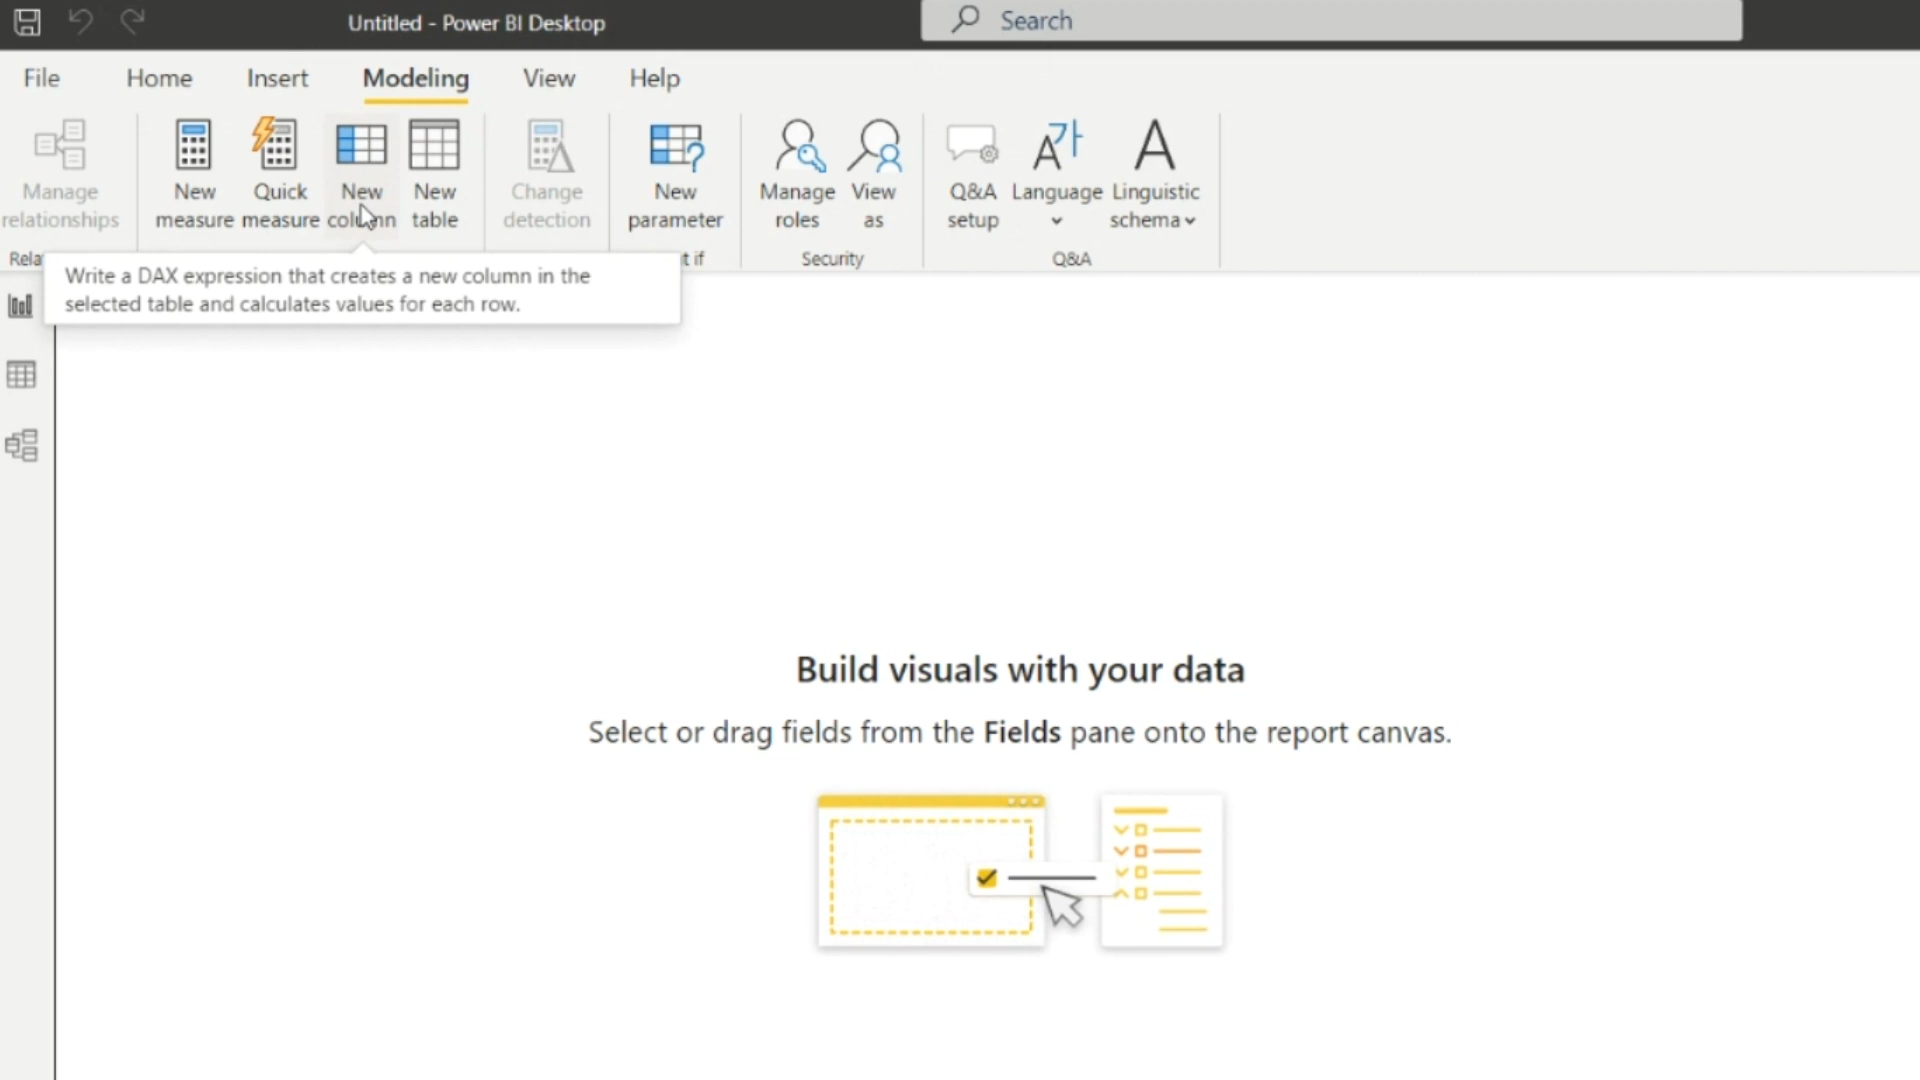 Untitled - Power BI Desktop
Search
File Home Insert Modeling View Help
Manage relationships
New measure
Quick measure
New column
New table
Change detection
New parameter
Manage roles
View as
Q&A setup
Language
Linguistic schema
Rela
t if
Security
Q&A
Write a DAX expression that creates a new column in the
selected table and calculates values for each row.
Build visuals with your data
Select or drag fields from the Fields pane onto the report canvas.